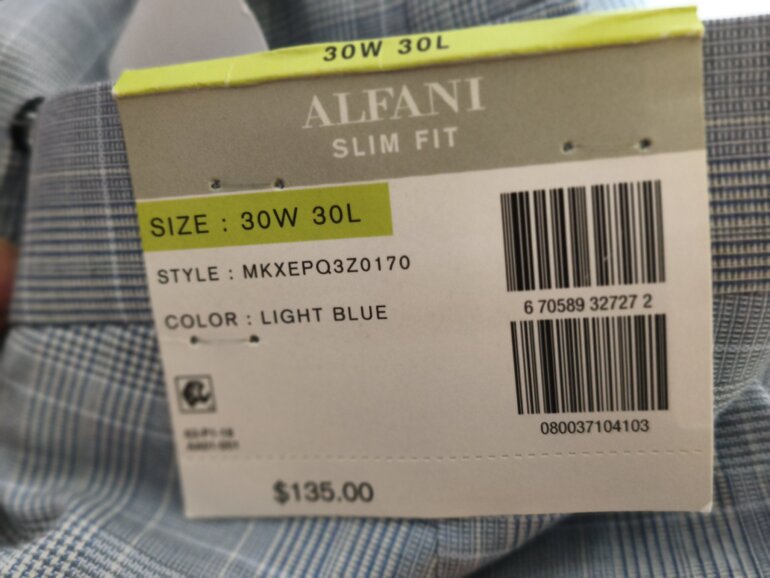 30W 30L
ALFANI
SLIM FIT
SIZE : 30W 30L
STYLE : MKXEPQ3Z0170
COLOR : LIGHT BLUE
6 70589 32727 2
080037104103
$135.00